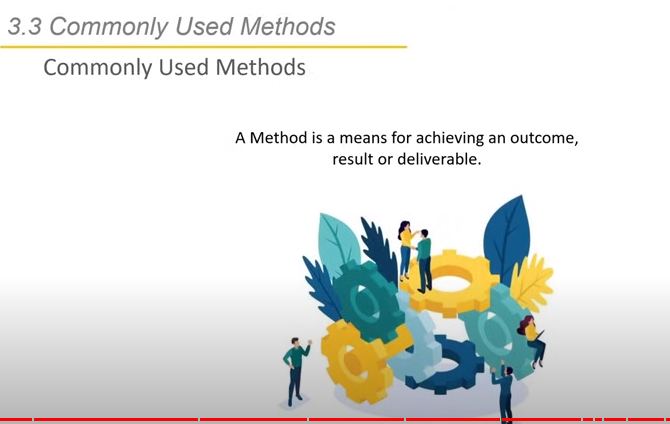 3.3 Commonly Used Methods
Commonly Used Methods
A Method is a means for achieving an outcome,
result or deliverable.